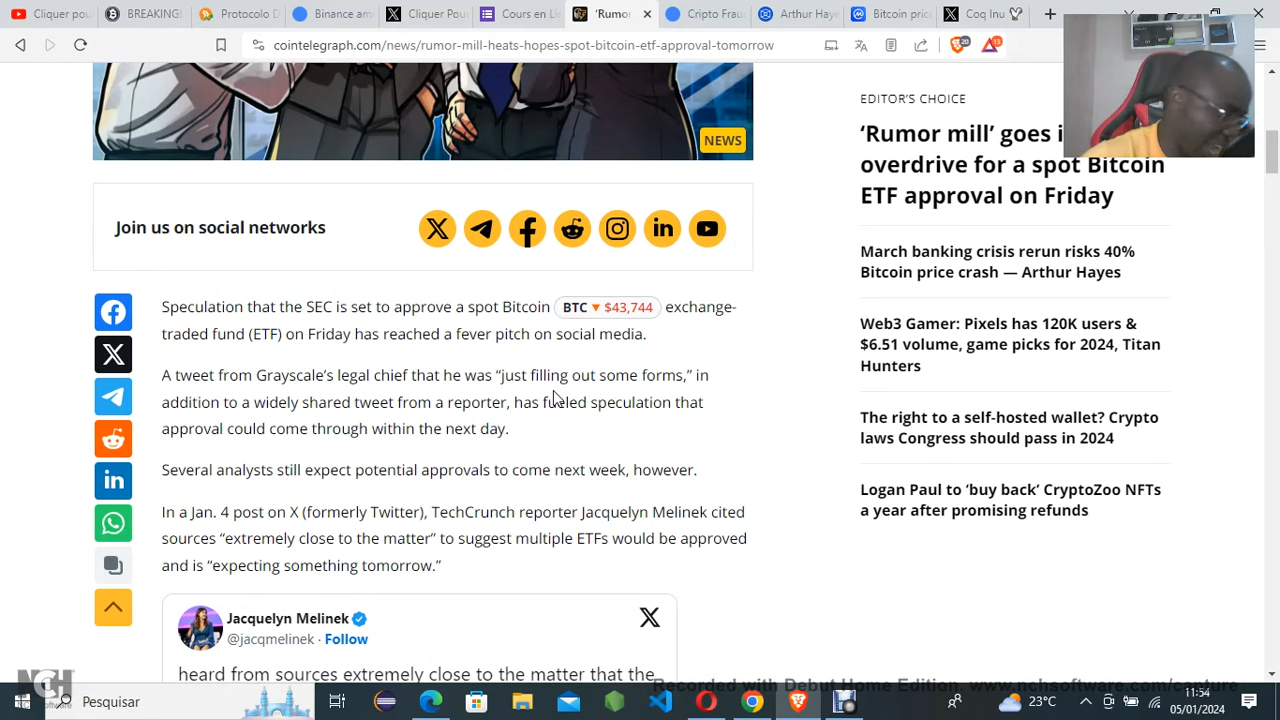 Cliquer pou
BREAKING!
Protocolo D
Binance am
Cliquer Pou
Cours en Li
'Rumor
Cripto Frau
Arthur Haye
Bitcoin pric
Coq Inu
cointelegraph.com/news/rumor-mill-heats-hopes-spot-bitcoin-etf-approval-tomorrow
NEWS
Join us on social networks
Speculation that the SEC is set to approve a spot Bitcoin BTC ▼ $43,744 exchange-
traded fund (ETF) on Friday has reached a fever pitch on social media.
A tweet from Grayscale's legal chief that he was “just filling out some forms,” in
addition to a widely shared tweet from a reporter, has fueled speculation that
approval could come through within the next day.
Several analysts still expect potential approvals to come next week, however.
In a Jan. 4 post on X (formerly Twitter), TechCrunch reporter Jacquelyn Melinek cited
sources “extremely close to the matter” to suggest multiple ETFs would be approved
and is “expecting something tomorrow.”
Jacquelyn Melinek
@jacqmelinek · Follow
heard from sources extremely close to the matter that the
EDITOR'S CHOICE
‘Rumor mill’ goes i
overdrive for a spot Bitcoin
ETF approval on Friday
March banking crisis rerun risks 40%
Bitcoin price crash — Arthur Hayes
Web3 Gamer: Pixels has 120K users &
$6.51 volume, game picks for 2024, Titan
Hunters
The right to a self-hosted wallet? Crypto
laws Congress should pass in 2024
Logan Paul to ‘buy back’ CryptoZoo NFTs
a year after promising refunds
NCH
Recorded with Debut Home Edition. www.nchsoftware.com/capture
Pesquisar
23°C
11:54
05/01/2024